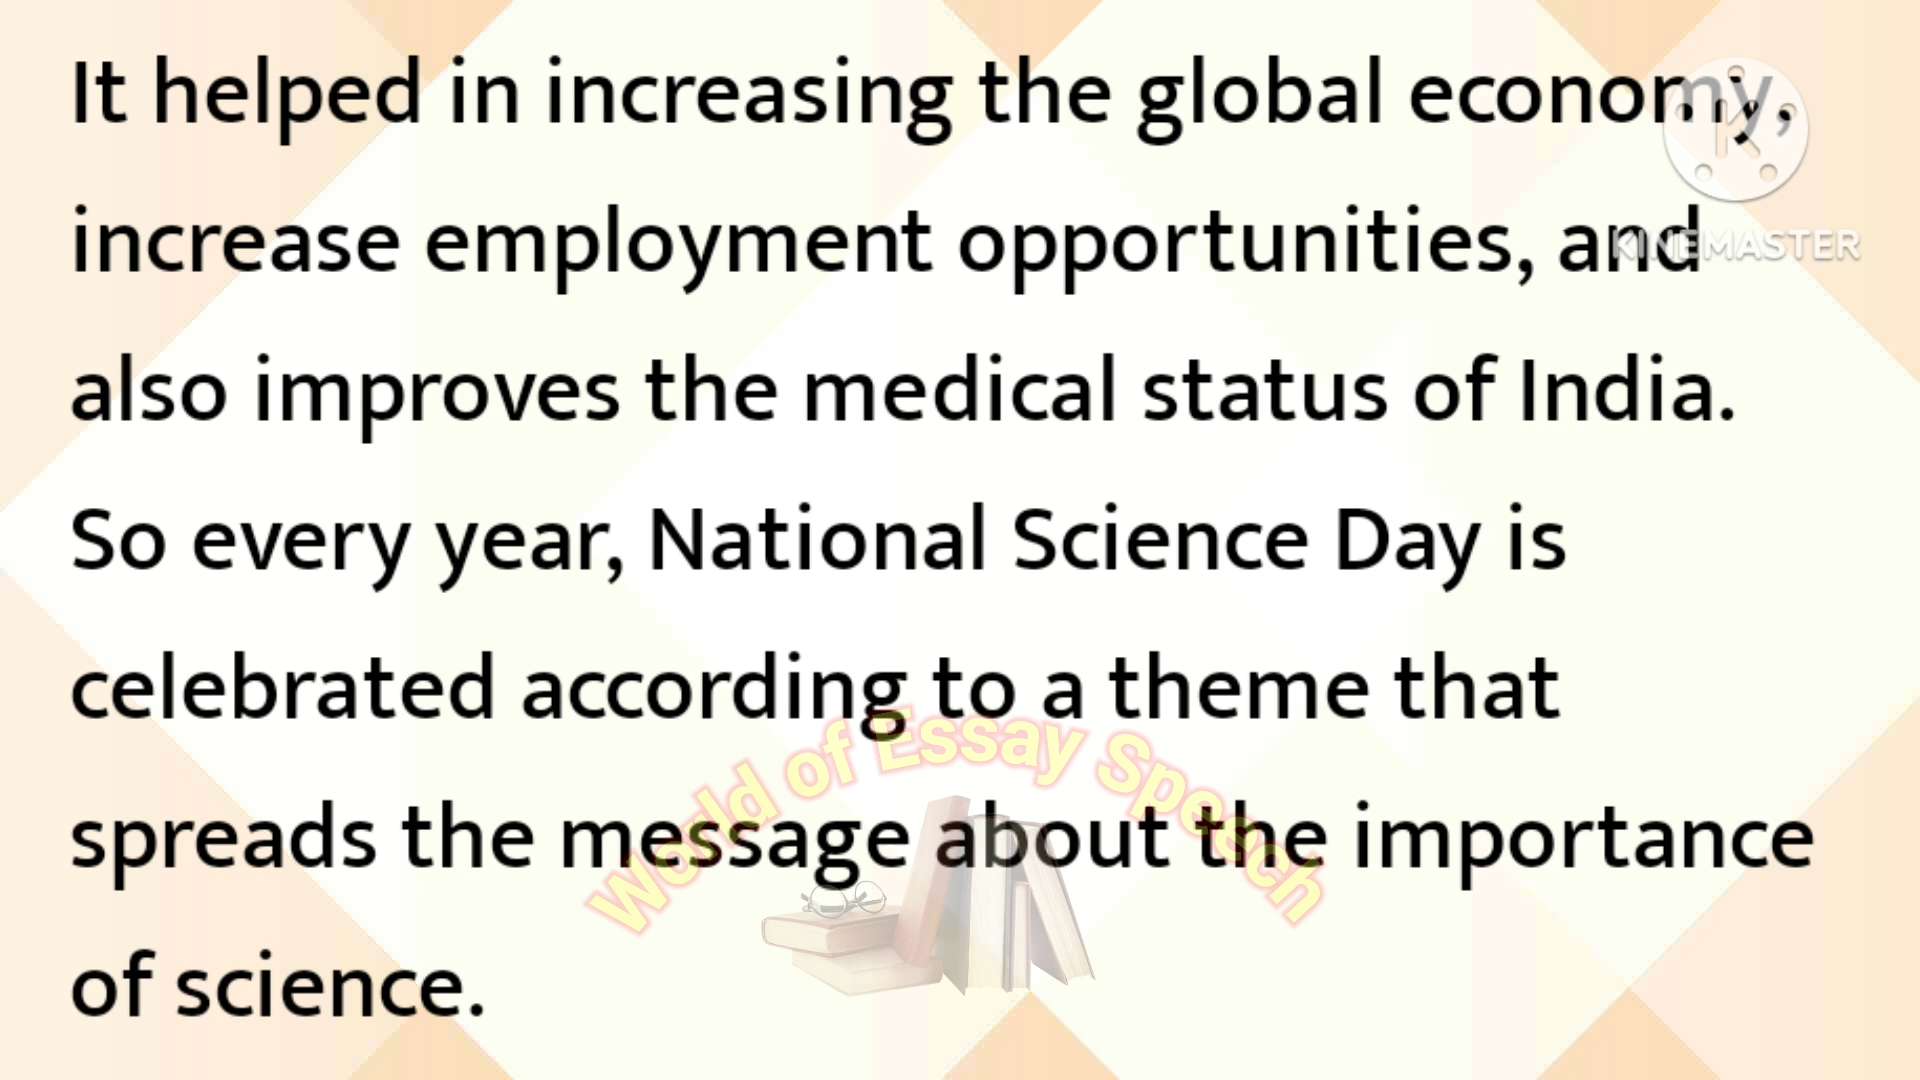 It helped in increasing the global economy,
increase employment opportunities, and
KINEMASTER
also improves the medical status of India.
So every year, National Science Day is
celebrated according to a theme that
World of Essay Speech
spreads the message about the importance
of science.